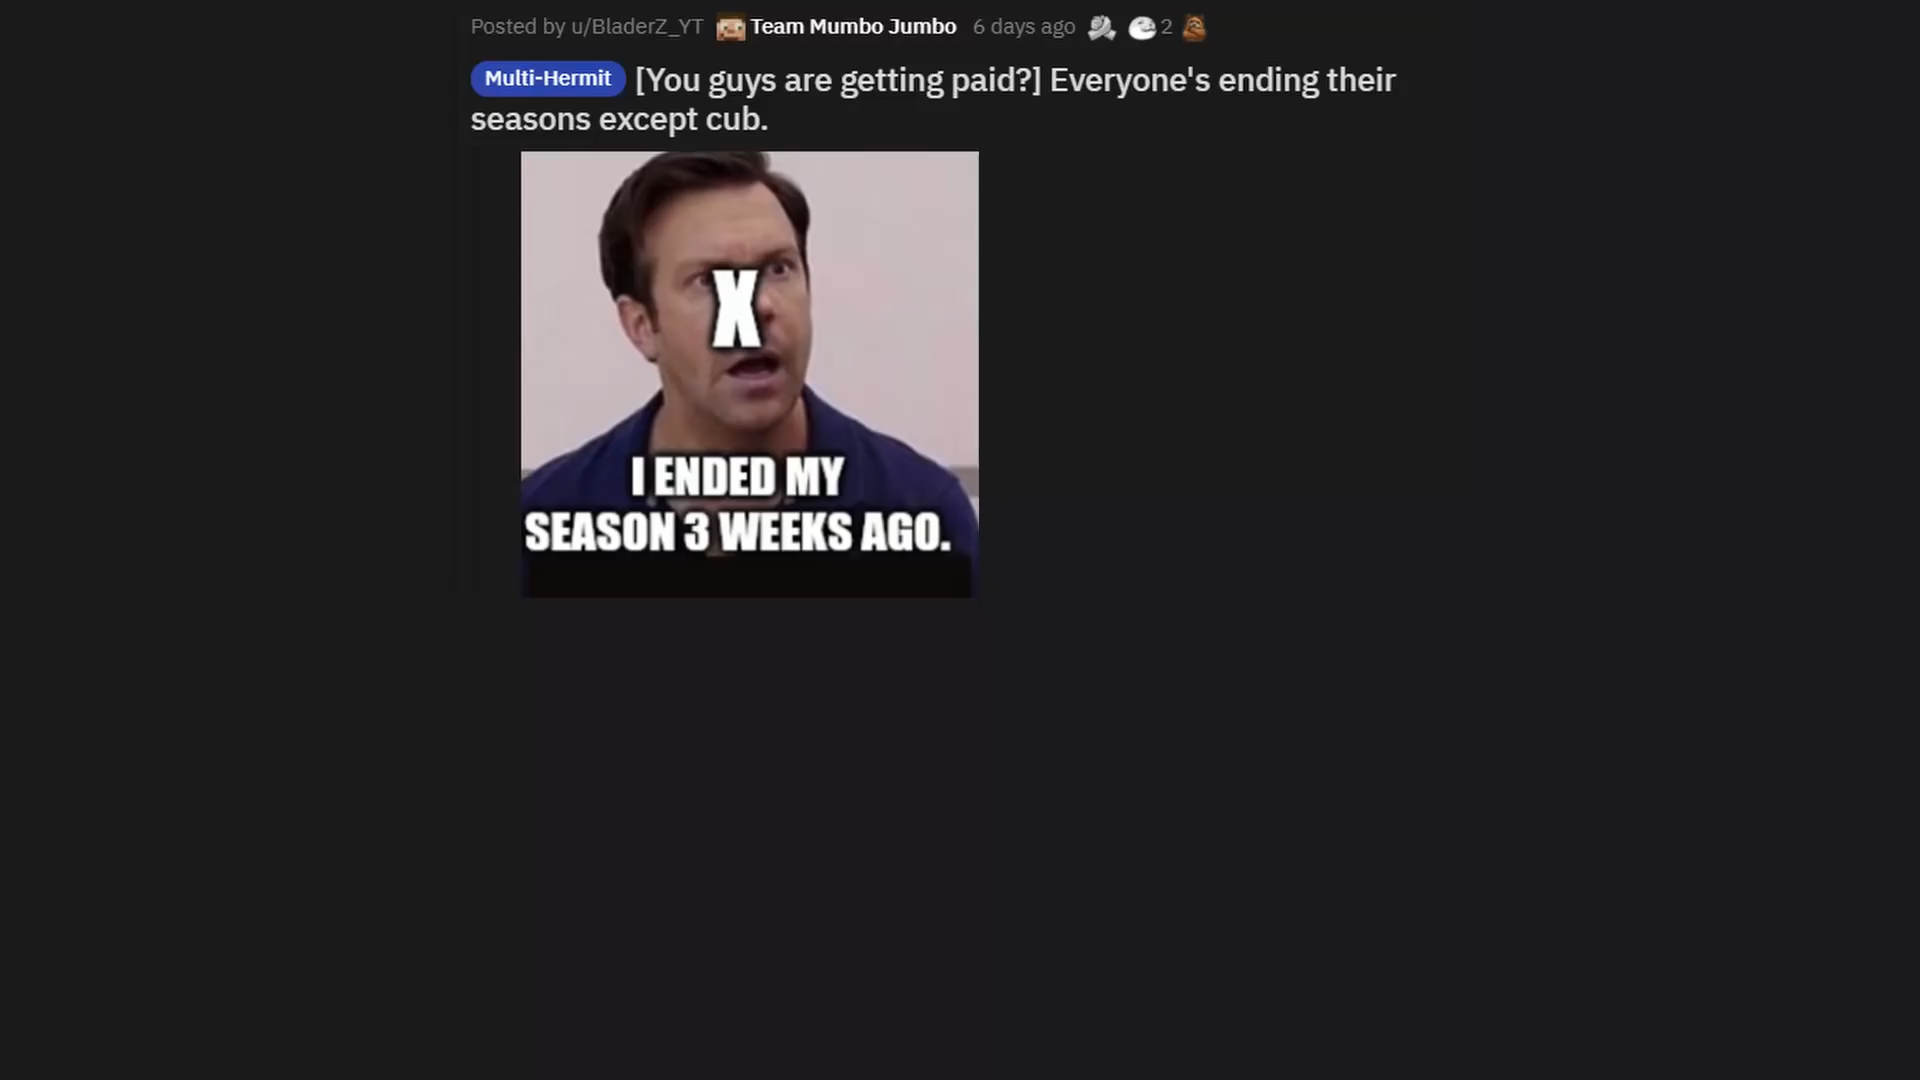 Posted by u/BladerZ_YT Team Mumbo Jumbo 6 days ago 2
Multi-Hermit [You guys are getting paid?] Everyone's ending their
seasons except cub.
X
I ENDED MY
SEASON 3 WEEKS AGO.